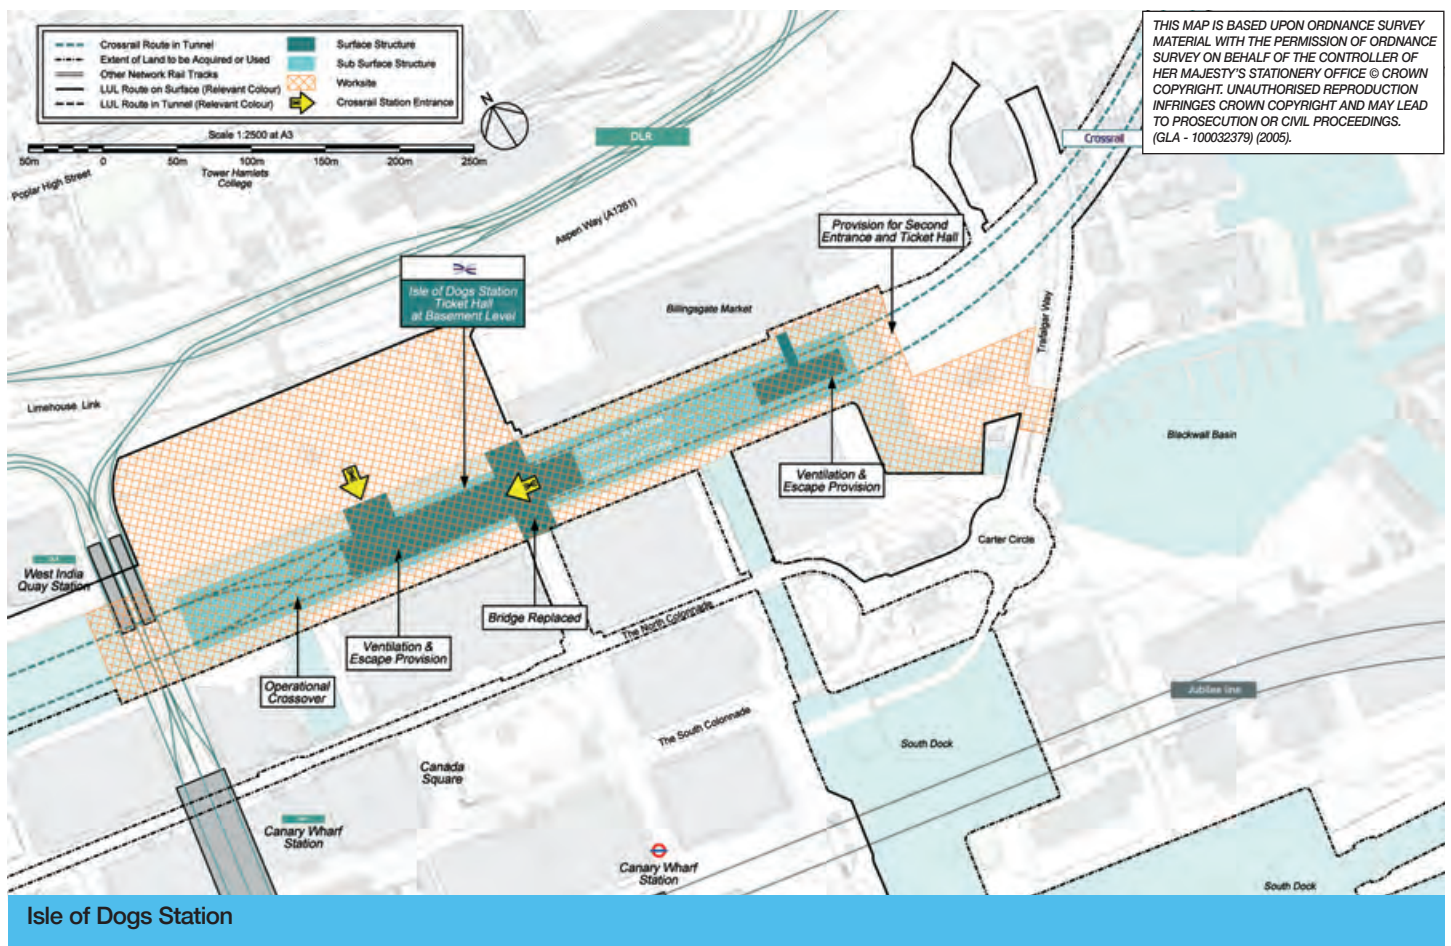 Crossrail Route in Tunnel
Extent of Land to be Acquired or Used
Other Network Rail Tracks
LUL Route on Surface (Relevant Colour)
LUL Route in Tunnel (Relevant Colour)
Surface Structure
Sub Surface Structure
Worksite
Crossrail Station Entrance
Scale 1:2500 at A3
50m 0 50m 100m 150m 200m 250m
N
THIS MAP IS BASED UPON ORDNANCE SURVEY
MATERIAL WITH THE PERMISSION OF ORDNANCE
SURVEY ON BEHALF OF THE CONTROLLER OF
HER MAJESTY'S STATIONERY OFFICE © CROWN
COPYRIGHT. UNAUTHORISED REPRODUCTION
INFRINGES CROWN COPYRIGHT AND MAY LEAD
TO PROSECUTION OR CIVIL PROCEEDINGS.
(GLA - 100032379) (2005).
DLR
Crossrail
Poplar High Street
Tower Hamlets
College
Aspen Way (A1261)
Provision for Second
Entrance and Ticket Hall
Isle of Dogs Station
Ticket Hall
at Basement Level
Billingsgate Market
Trafalgar Way
Limehouse Link
Blackwall Basin
Ventilation &
Escape Provision
Carter Circle
West India
Quay Station
Bridge Replaced
The North Colonnade
Ventilation &
Escape Provision
Operational
Crossover
Jubilee line
The South Colonnade
South Dock
Canada
Square
Canary Wharf
Station
Canary Wharf
Station
South Dock
Isle of Dogs Station